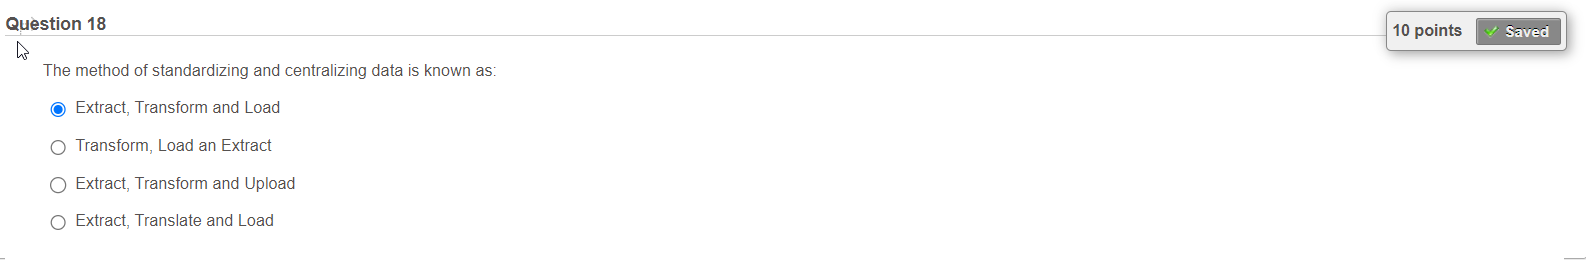 Question 18
10 points
Saved
The method of standardizing and centralizing data is known as:
Extract, Transform and Load
Transform, Load an Extract
Extract, Transform and Upload
Extract, Translate and Load